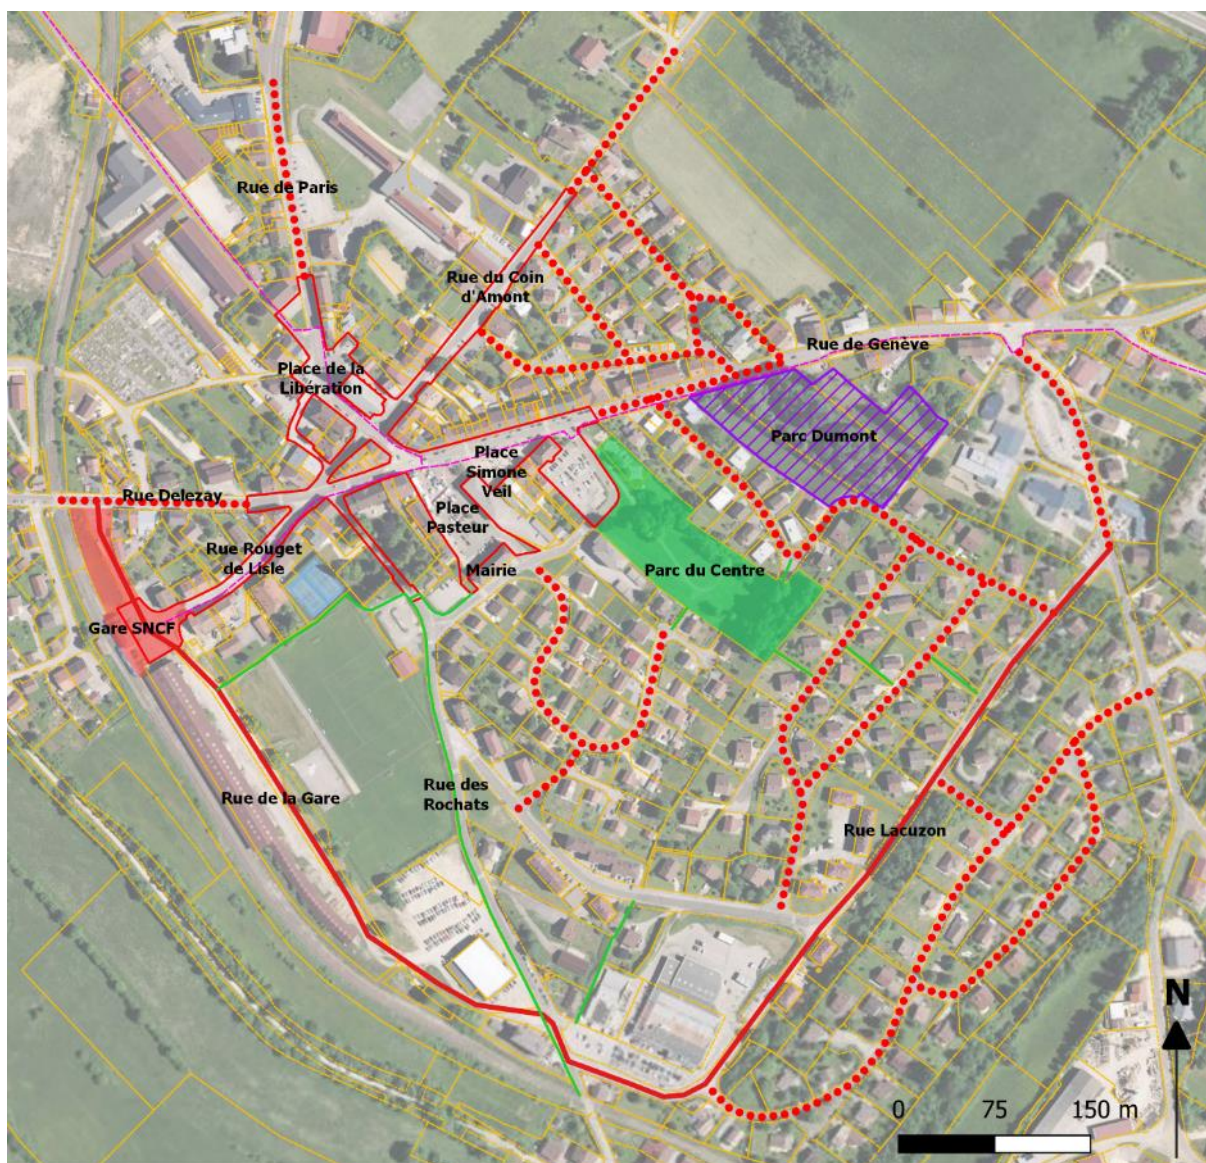 Rue de Paris
Rue du Coin
d'Amont
Rue de Genève
Place de la
Libération
Parc Dumont
Place
Simone
Veil
Rue Delezay
Place
Pasteur
Rue Rouget
de Lisle
Mairie
Parc du Centre
Gare SNCF
Rue des
Rochats
Rue de la Gare
Rue Lacuzon
N
0 75 150 m